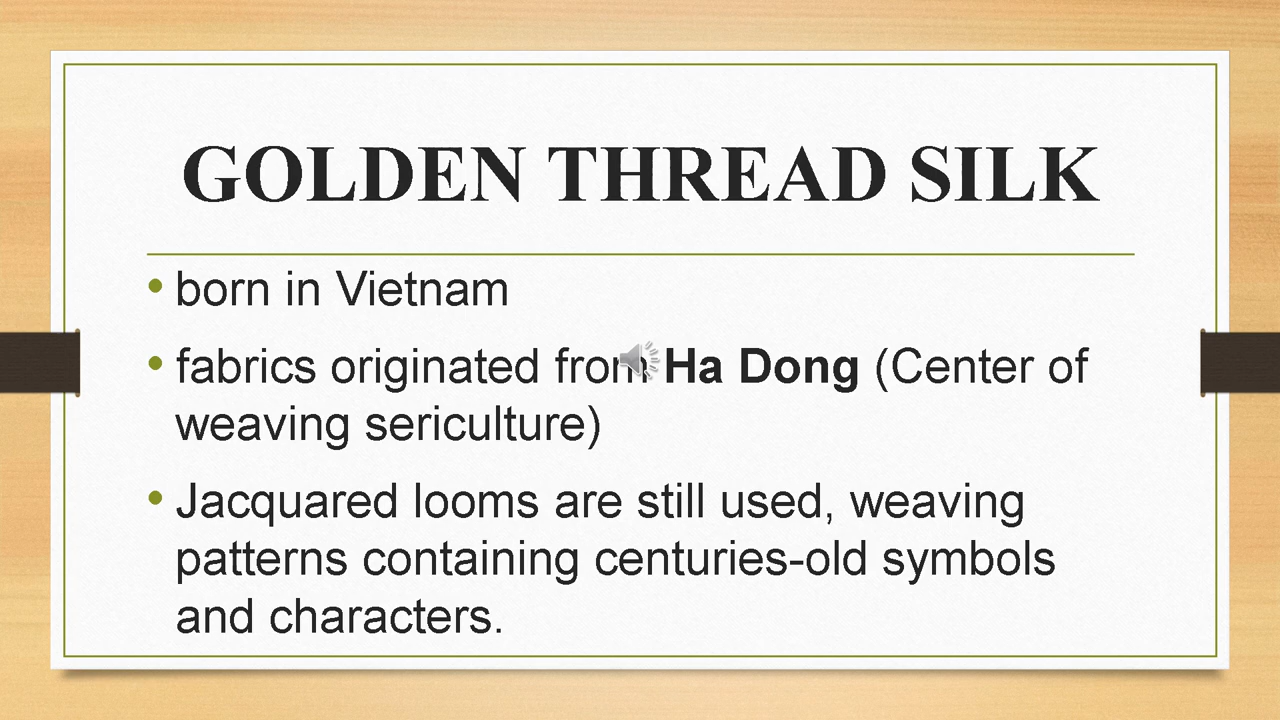 GOLDEN THREAD SILK
• born in Vietnam
• fabrics originated from Ha Dong (Center of
weaving sericulture)
• Jacquared looms are still used, weaving
patterns containing centuries-old symbols
and characters.